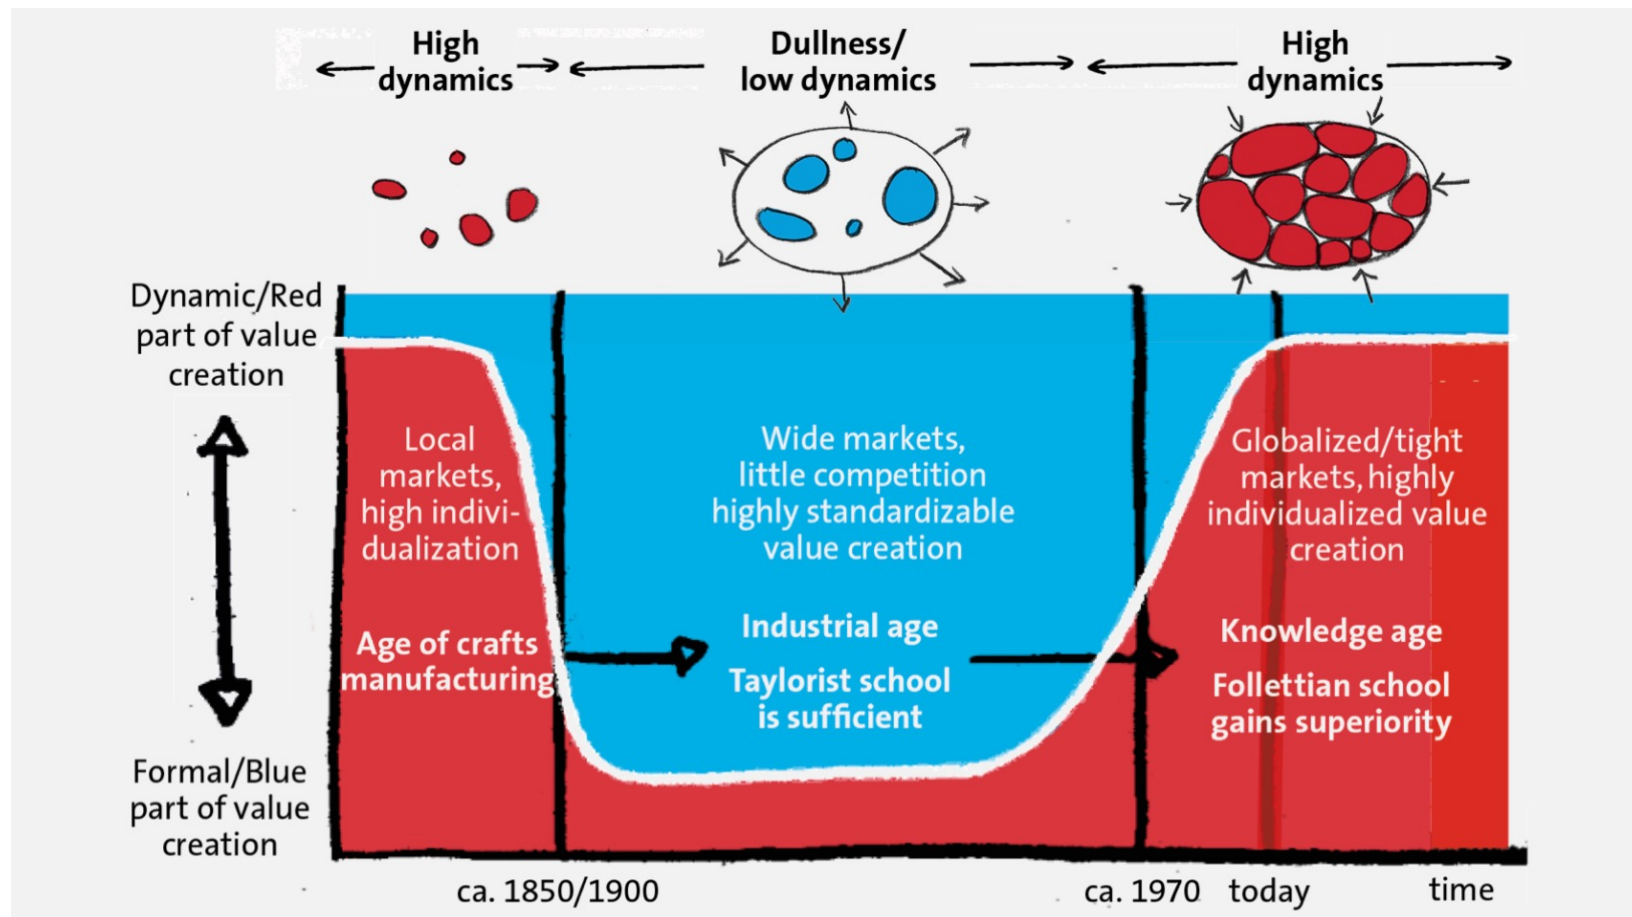 High
dynamics
Dullness/
low dynamics
High
dynamics
Dynamic/Red
part of value
creation
Formal/Blue
part of value
creation
Local
markets,
high indivi-
dualization
Age of crafts
manufacturing
Wide markets,
little competition
highly standardizable
value creation
Industrial age
Taylorist school
is sufficient
Globalized/tight
markets, highly
individualized value
creation
Knowledge age
Follettian school
gains superiority
ca. 1850/1900
ca. 1970
today
time